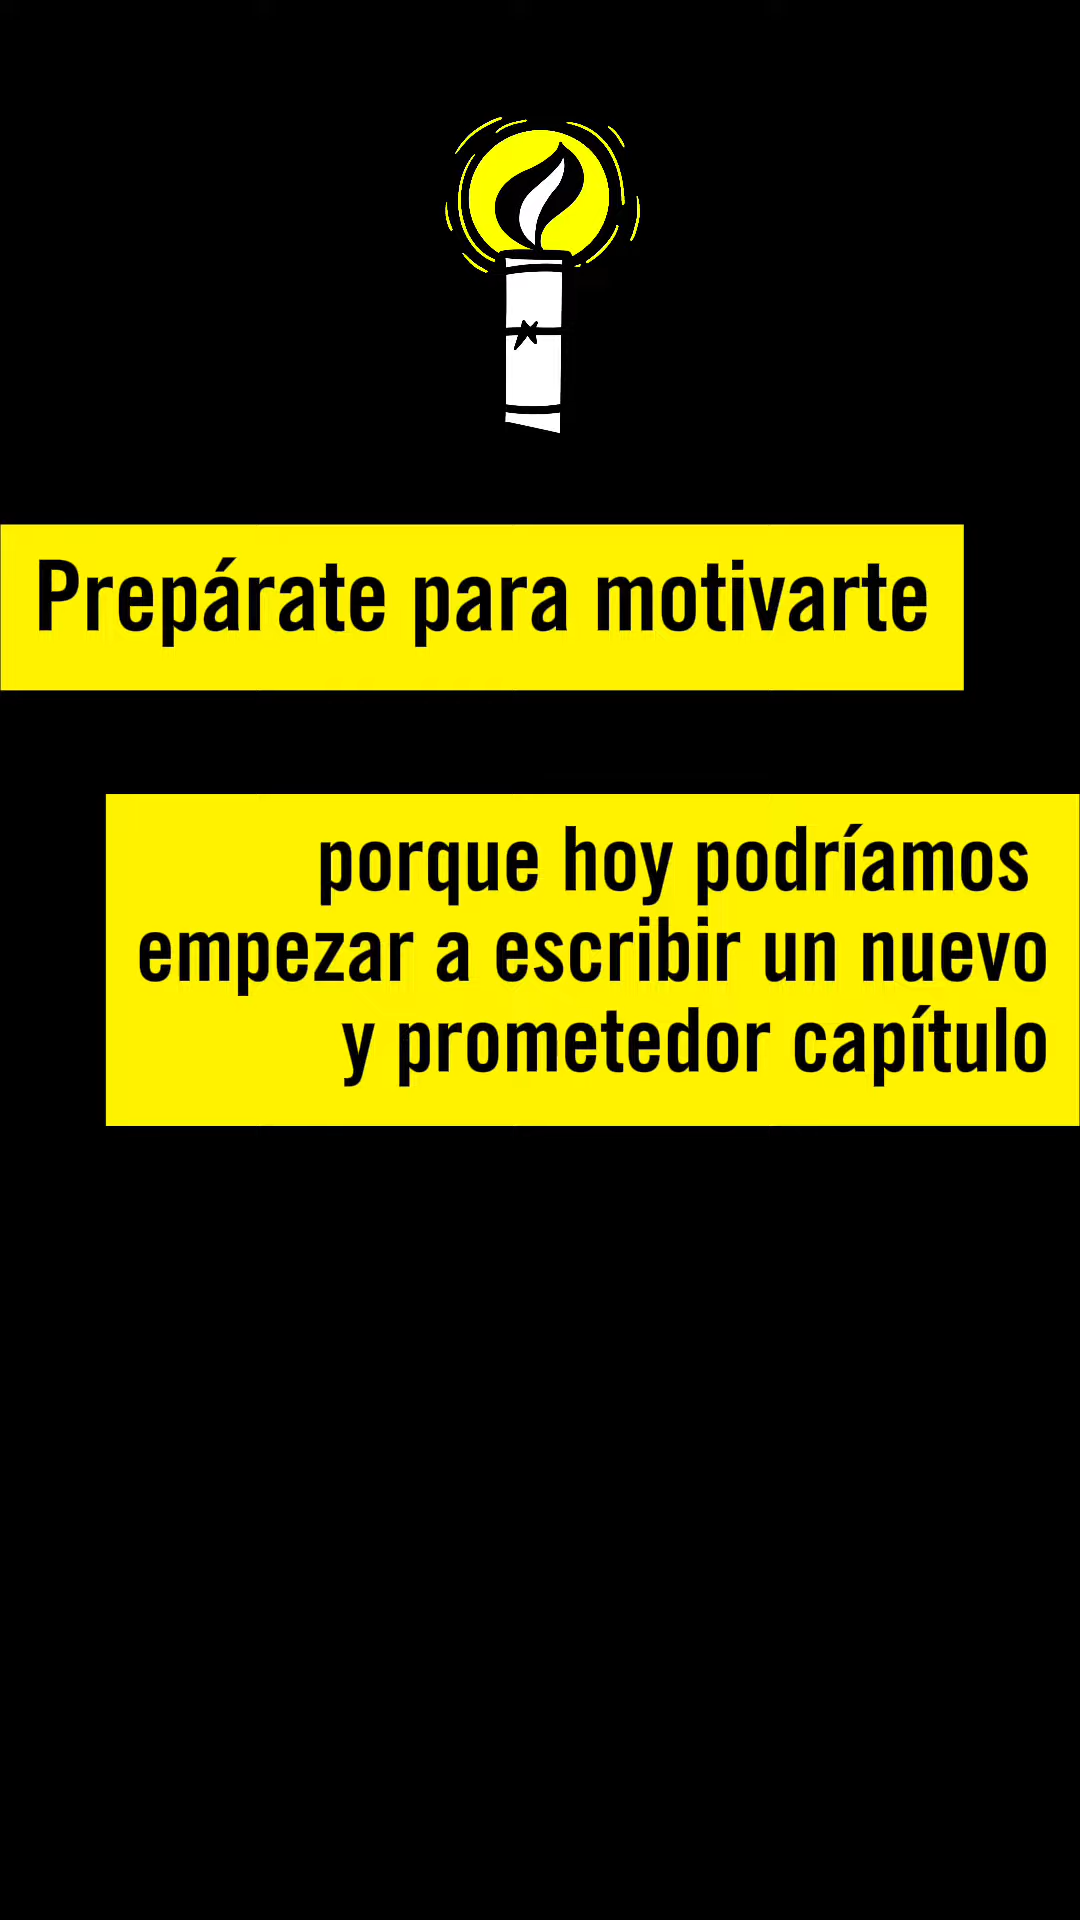 Prepárate para motivarte
porque hoy podríamos
empezar a escribir un nuevo
y prometedor capítulo